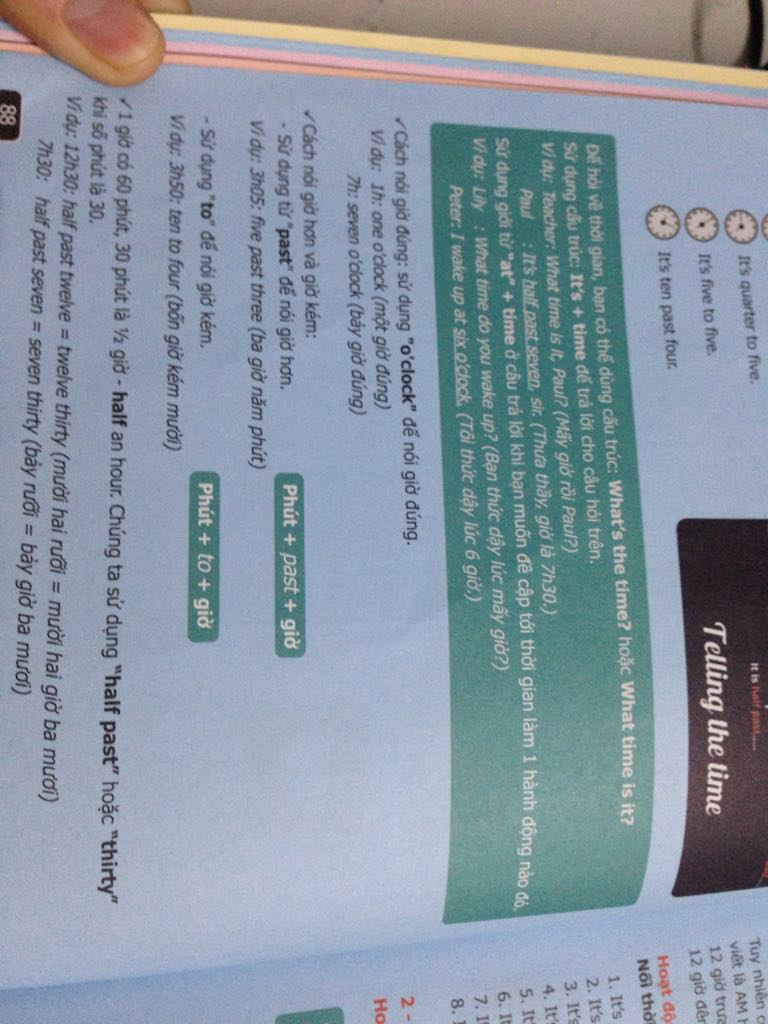 It's quarter to five.
It's five to five.
It's ten past four.
It is half past.....
Telling the time
Để hỏi về thời gian, bạn có thể dùng cấu trúc: What's the time? hoặc What time is it?
Sử dụng cấu trúc: It's + time để trả lời cho câu hỏi trên.
Ví dụ: Teacher: What time is it, Paul? (Mấy giờ rồi Paul?)
Paul : It's half past seven, sir. (Thưa thầy, giờ là 7h30.)
Sử dụng giới từ "at" + time ở câu trả lời khi bạn muốn đề cập tới thời gian làm 1 hành động nào đó.
Ví dụ: Lily : What time do you wake up? (Bạn thức dậy lúc mấy giờ?)
Peter: I wake up at six o'clock. (Tôi thức dậy lúc 6 giờ.)
✓Cách nói giờ đúng: sử dụng "o'clock" để nói giờ đúng.
Ví dụ: 1h: one o'clock (một giờ đúng)
7h: seven o'clock (bảy giờ đúng)
✓Cách nói giờ hơn và giờ kém:
- Sử dụng từ "past" để nói giờ hơn.
Phút + past + giờ
Ví dụ: 3h05: five past three (ba giờ năm phút)
- Sử dụng "to" để nói giờ kém.
Phút + to + giờ
Ví dụ: 3h50: ten to four (bốn giờ kém mười)
✓1 giờ có 60 phút, 30 phút là ½ giờ - half an hour. Chúng ta sử dụng "half past" hoặc "thirty"
khi số phút là 30.
Ví dụ: 12h30: half past twelve = twelve thirty (mười hai rưỡi = mười hai giờ ba mươi)
7h30: half past seven = seven thirty (bảy rưỡi = bảy giờ ba mươi)
88
Tuy nhiên
viết là AM
12 giờ trưa
12 giờ
Hoạt
Nối
1. It's
2. It's
3. It's
4. It's
5. It's
6. It
7. It
8.
2 -